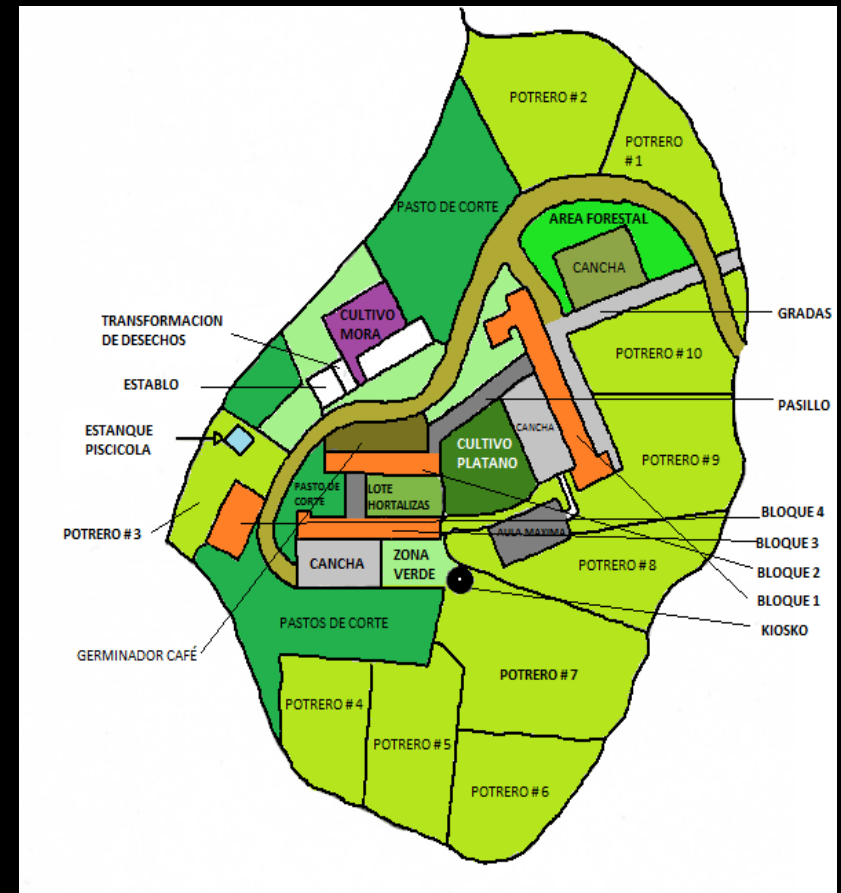 POTRERO # 2
POTRERO
# 1
PASTO DE CORTE
AREA FORESTAL
CANCHA
TRANSFORMACION
DE DESECHOS
CULTIVO
MORA
GRADAS
POTRERO # 10
ESTABLO
PASILLO
ESTANQUE
PISCICOLA
CANCHA
CULTIVO
PLATANO
POTRERO # 9
PASTO DE
CORTE
LOTE
HORTALIZAS
POTRERO # 3
BLOQUE 4
AULA MAXIMA
BLOQUE 3
CANCHA
ZONA
VERDE
POTRERO # 8
BLOQUE 2
BLOQUE 1
PASTOS DE CORTE
KIOSKO
GERMINADOR CAFÉ
POTRERO # 7
POTRERO # 4
POTRERO # 5
POTRERO # 6